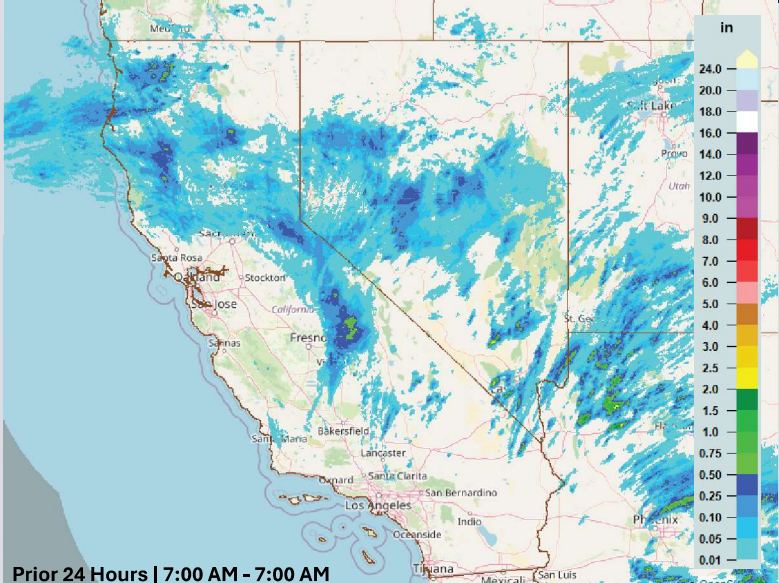 in
24.0
20.0
18.0
16.0
14.0
12.0
10.0
9.0
8.0
7.0
6.0
5.0
4.0
3.0
2.5
2.0
1.5
1.0
0.75
0.50
0.25
0.10
0.05
0.01
Salt Lake
Provo
Utah
Sacr
Santa Rosa
Oakland
Stockton
San Jose
California
Fresno
St. Geo
Bakersfield
Santa Maria
Lancaster
Oxnard
Santa Clarita
San Bernardino
Los Angeles
Phoenix
Indio
Oceanside
Tijuana
Mexicali
San Luis
Prior 24 Hours | 7:00 AM - 7:00 AM